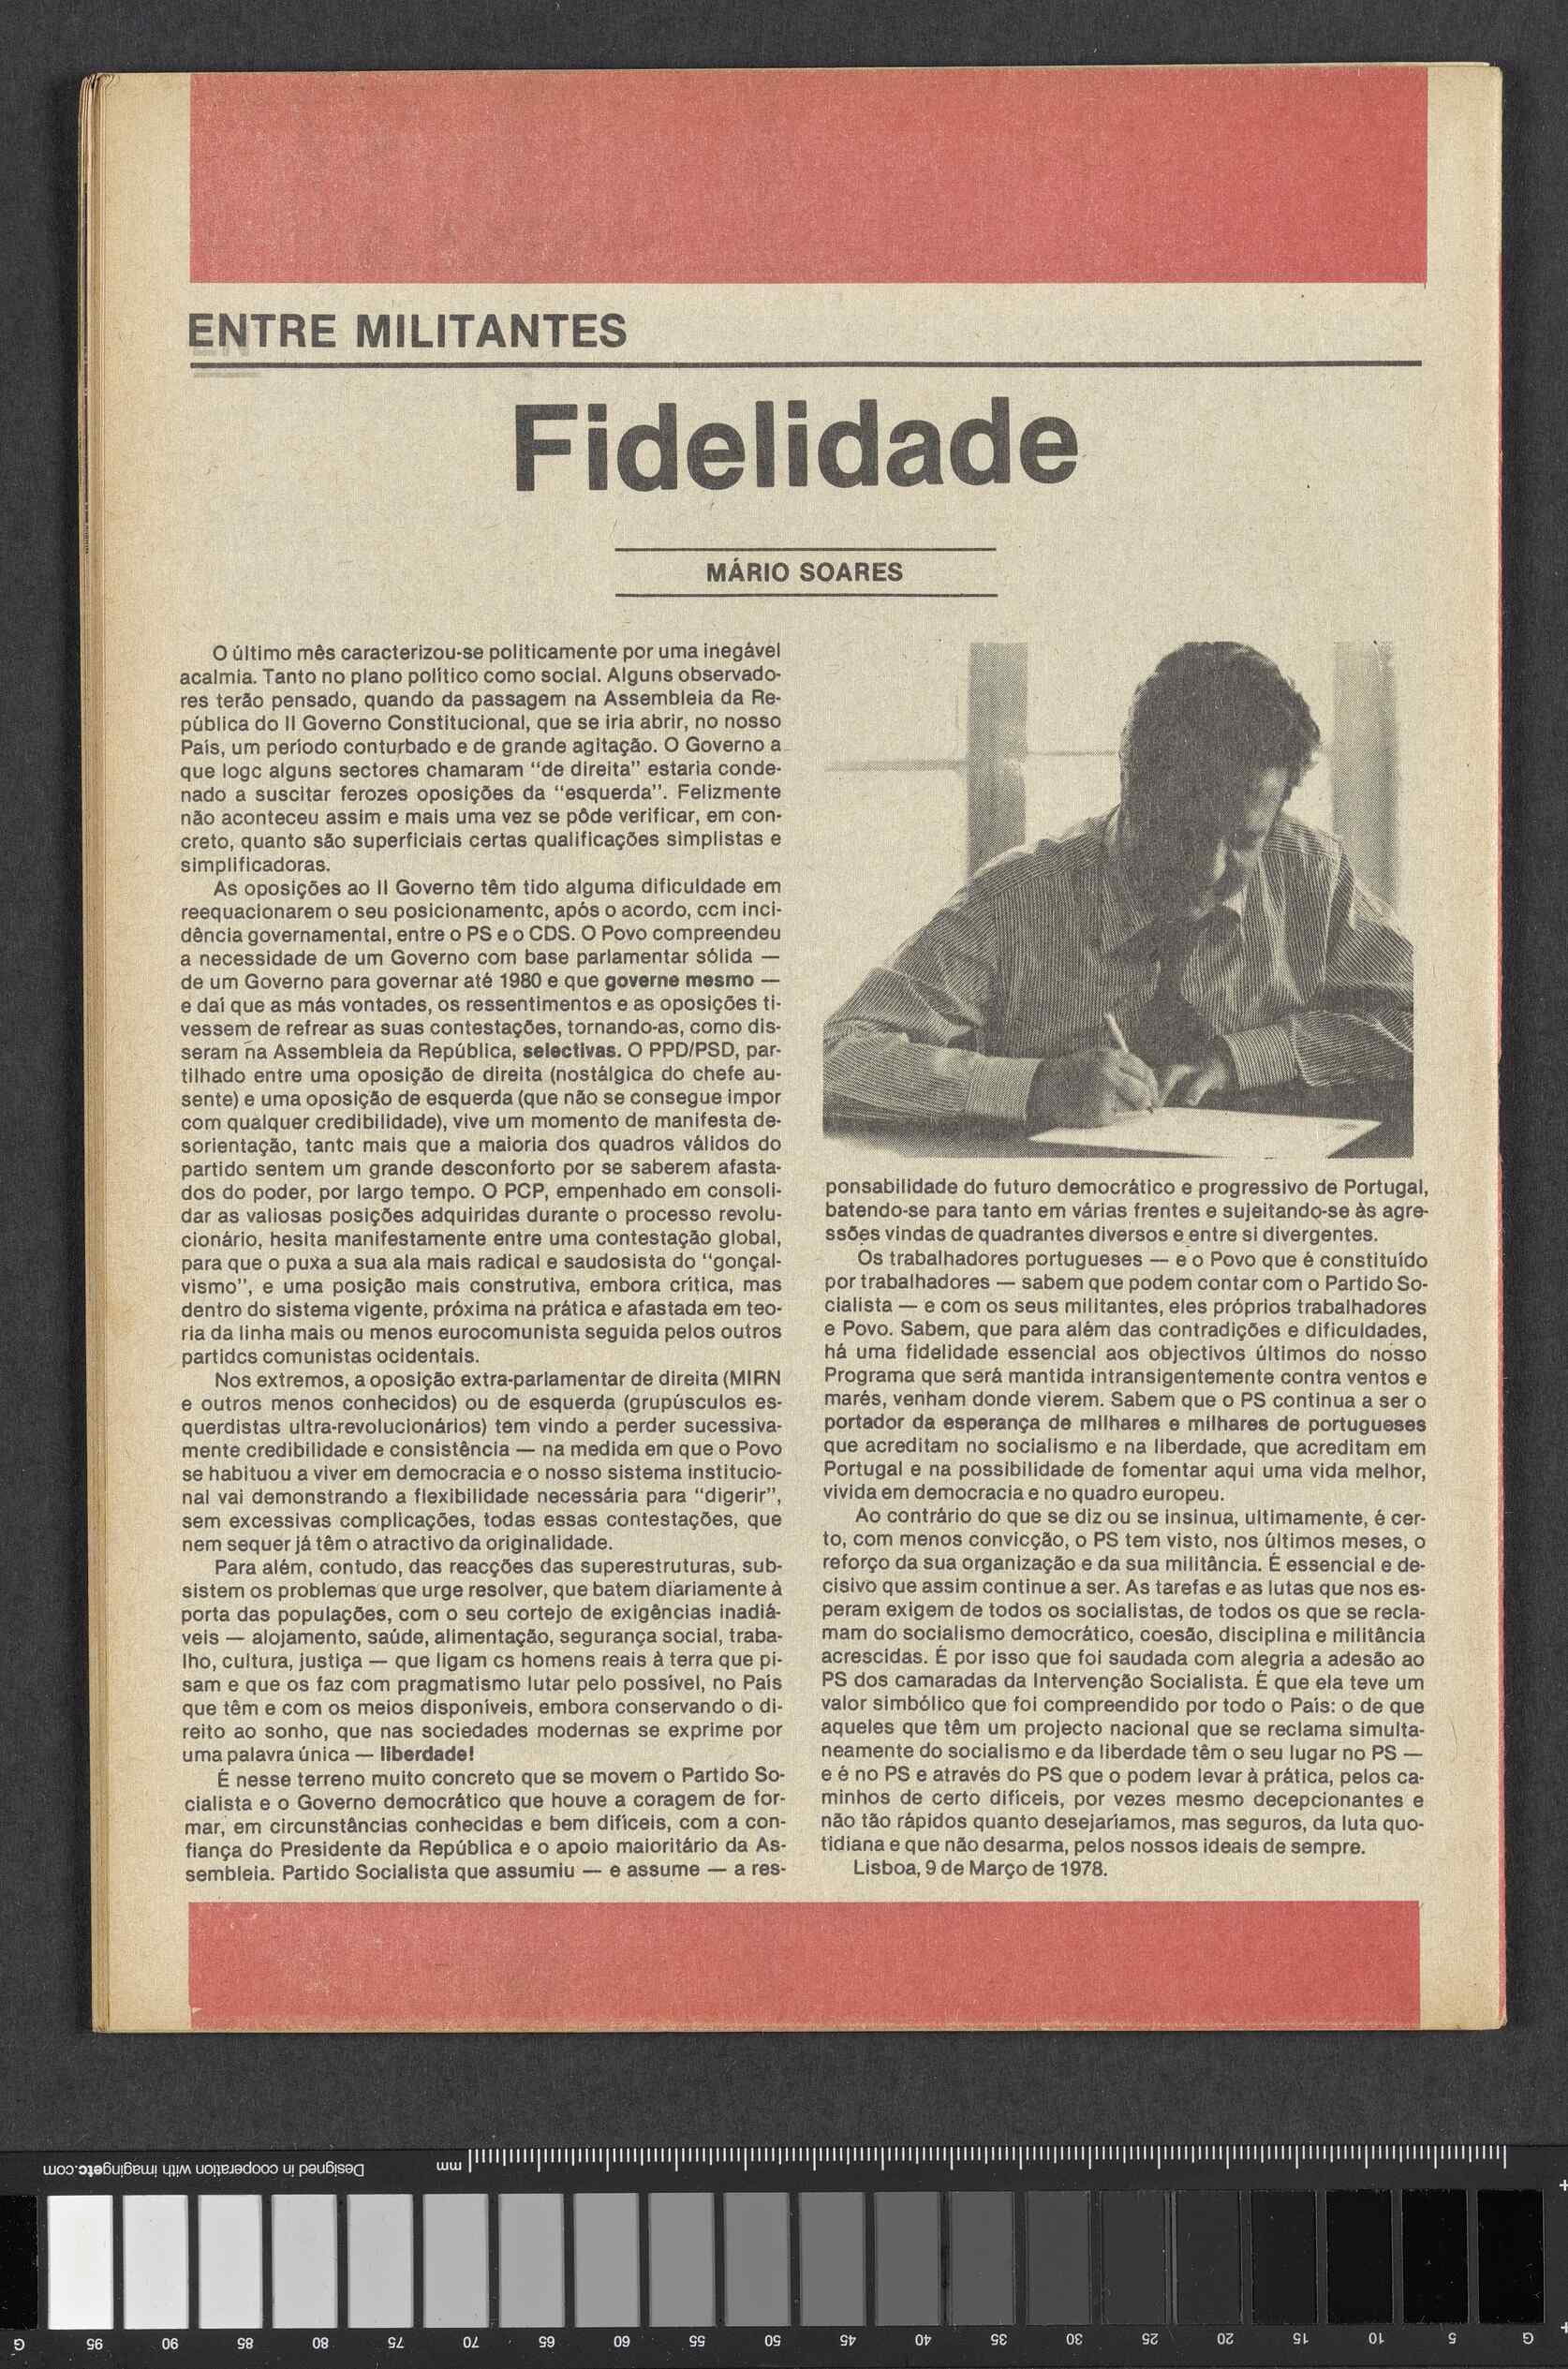 ENTRE MILITANTES
Fidelidade
MÁRIO SOARES
O último mês caracterizou-se politicamente por uma inegável
acalmia. Tanto no plano político como social. Alguns observado-
res terão pensado, quando da passagem na Assembleia da Re-
pública do II Governo Constitucional, que se iria abrir, no nosso
País, um período conturbado e de grande agitação. O Governo a
que logc alguns sectores chamaram "de direita" estaria conde-
nado a suscitar ferozes oposições da "esquerda". Felizmente
não aconteceu assim e mais uma vez se pôde verificar, em con-
creto, quanto são superficiais certas qualificações simplistas e
simplificadoras.
As oposições ao II Governo têm tido alguma dificuldade em
reequacionarem o seu posicionamentc, após o acordo, ccm inci-
dência governamental, entre o PS e o CDS. O Povo compreendeu
a necessidade de um Governo com base parlamentar sólida —
de um Governo para governar até 1980 e que governe mesmo —
e daí que as más vontades, os ressentimentos e as oposições ti-
vessem de refrear as suas contestações, tornando-as, como dis-
seram na Assembleia da República, selectivas. O PPD/PSD, par-
tilhado entre uma oposição de direita (nostálgica do chefe au-
sente) e uma oposição de esquerda (que não se consegue impor
com qualquer credibilidade), vive um momento de manifesta de-
sorientação, tantc mais que a maioria dos quadros válidos do
partido sentem um grande desconforto por se saberem afasta-
dos do poder, por largo tempo. O PCP, empenhado em consoli-
dar as valiosas posições adquiridas durante o processo revolu-
cionário, hesita manifestamente entre uma contestação global,
para que o puxa a sua ala mais radical e saudosista do "gonçal-
vismo", e uma posição mais construtiva, embora crítica, mas
dentro do sistema vigente, próxima na prática e afastada em teo-
ria da linha mais ou menos eurocomunista seguida pelos outros
partidcs comunistas ocidentais.
Nos extremos, a oposição extra-parlamentar de direita (MIRN
e outros menos conhecidos) ou de esquerda (grupúsculos es-
querdistas ultra-revolucionários) tem vindo a perder sucessiva-
mente credibilidade e consistência — na medida em que o Povo
se habituou a viver em democracia e o nosso sistema institucio-
nal vai demonstrando a flexibilidade necessária para "digerir",
sem excessivas complicações, todas essas contestações, que
nem sequer já têm o atractivo da originalidade.
Para além, contudo, das reacções das superestruturas, sub-
sistem os problemas que urge resolver, que batem diariamente à
porta das populações, com o seu cortejo de exigências inadiá-
veis — alojamento, saúde, alimentação, segurança social, traba-
lho, cultura, justiça — que ligam cs homens reais à terra que pi-
sam e que os faz com pragmatismo lutar pelo possível, no País
que têm e com os meios disponíveis, embora conservando o di-
reito ao sonho, que nas sociedades modernas se exprime por
uma palavra única — liberdade!
É nesse terreno muito concreto que se movem o Partido So-
cialista e o Governo democrático que houve a coragem de for-
mar, em circunstâncias conhecidas e bem difíceis, com a con-
fiança do Presidente da República e o apoio maioritário da As-
sembleia. Partido Socialista que assumiu — e assume — a res-
ponsabilidade do futuro democrático e progressivo de Portugal,
batendo-se para tanto em várias frentes e sujeitando-se às agre-
ssões vindas de quadrantes diversos e entre si divergentes.
Os trabalhadores portugueses — e o Povo que é constituído
por trabalhadores — sabem que podem contar com o Partido So-
cialista — e com os seus militantes, eles próprios trabalhadores
e Povo. Sabem, que para além das contradições e dificuldades,
há uma fidelidade essencial aos objectivos últimos do nosso
Programa que será mantida intransigentemente contra ventos e
marés, venham donde vierem. Sabem que o PS continua a ser o
portador da esperança de milhares e milhares de portugueses
que acreditam no socialismo e na liberdade, que acreditam em
Portugal e na possibilidade de fomentar aqui uma vida melhor,
vivida em democracia e no quadro europeu.
Ao contrário do que se diz ou se insinua, ultimamente, é cer-
to, com menos convicção, o PS tem visto, nos últimos meses, o
reforço da sua organização e da sua militância. É essencial e de-
cisivo que assim continue a ser. As tarefas e as lutas que nos es-
peram exigem de todos os socialistas, de todos os que se recla-
mam do socialismo democrático, coesão, disciplina e militância
acrescidas. É por isso que foi saudada com alegria a adesão ao
PS dos camaradas da Intervenção Socialista. É que ela teve um
valor simbólico que foi compreendido por todo o País: o de que
aqueles que têm um projecto nacional que se reclama simulta-
neamente do socialismo e da liberdade têm o seu lugar no PS —
e é no PS e através do PS que o podem levar à prática, pelos ca-
minhos de certo difíceis, por vezes mesmo decepcionantes e
não tão rápidos quanto desejaríamos, mas seguros, da luta quo-
tidiana e que não desarma, pelos nossos ideais de sempre.
Lisboa, 9 de Março de 1978.
Designed in cooperation with imagingetc.com mm
G 95 90 85 80 75 70 65 60 55 50 45 40 35 30 25 20 15 10 5 G